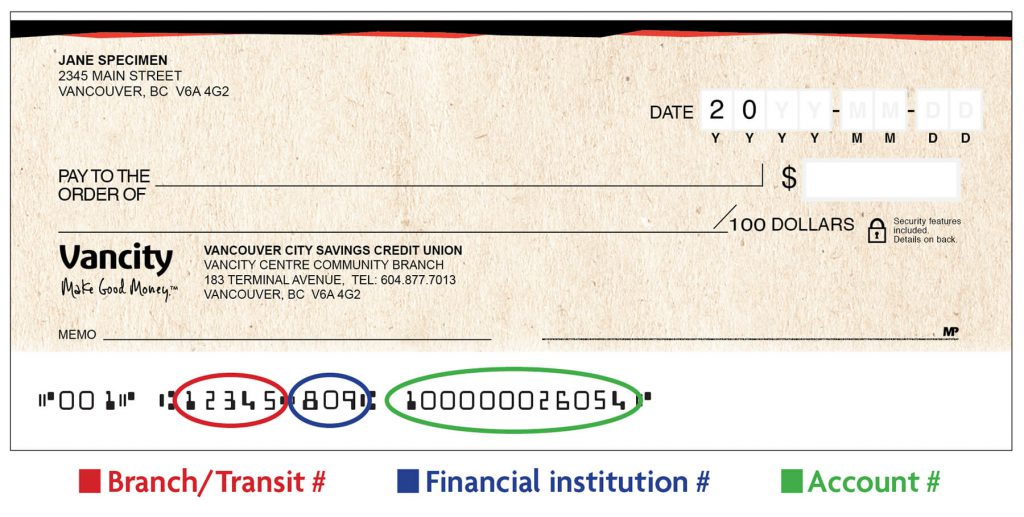 JANE SPECIMEN
2345 MAIN STREET
VANCOUVER, BC V6A 4G2
DATE 20YY-MM-DD
Y Y Y Y M M D D
PAY TO THE
ORDER OF $
/100 DOLLARS
Security features
included.
Details on back.
Vancity
Make Good Money.™
VANCOUVER CITY SAVINGS CREDIT UNION
VANCITY CENTRE COMMUNITY BRANCH
183 TERMINAL AVENUE, TEL: 604.877.7013
VANCOUVER, BC V6A 4G2
MEMO
MP
⑈001⑈ ⑆12345⑉809⑆ 100000026054⑈
Branch/Transit #
Financial institution #
Account #